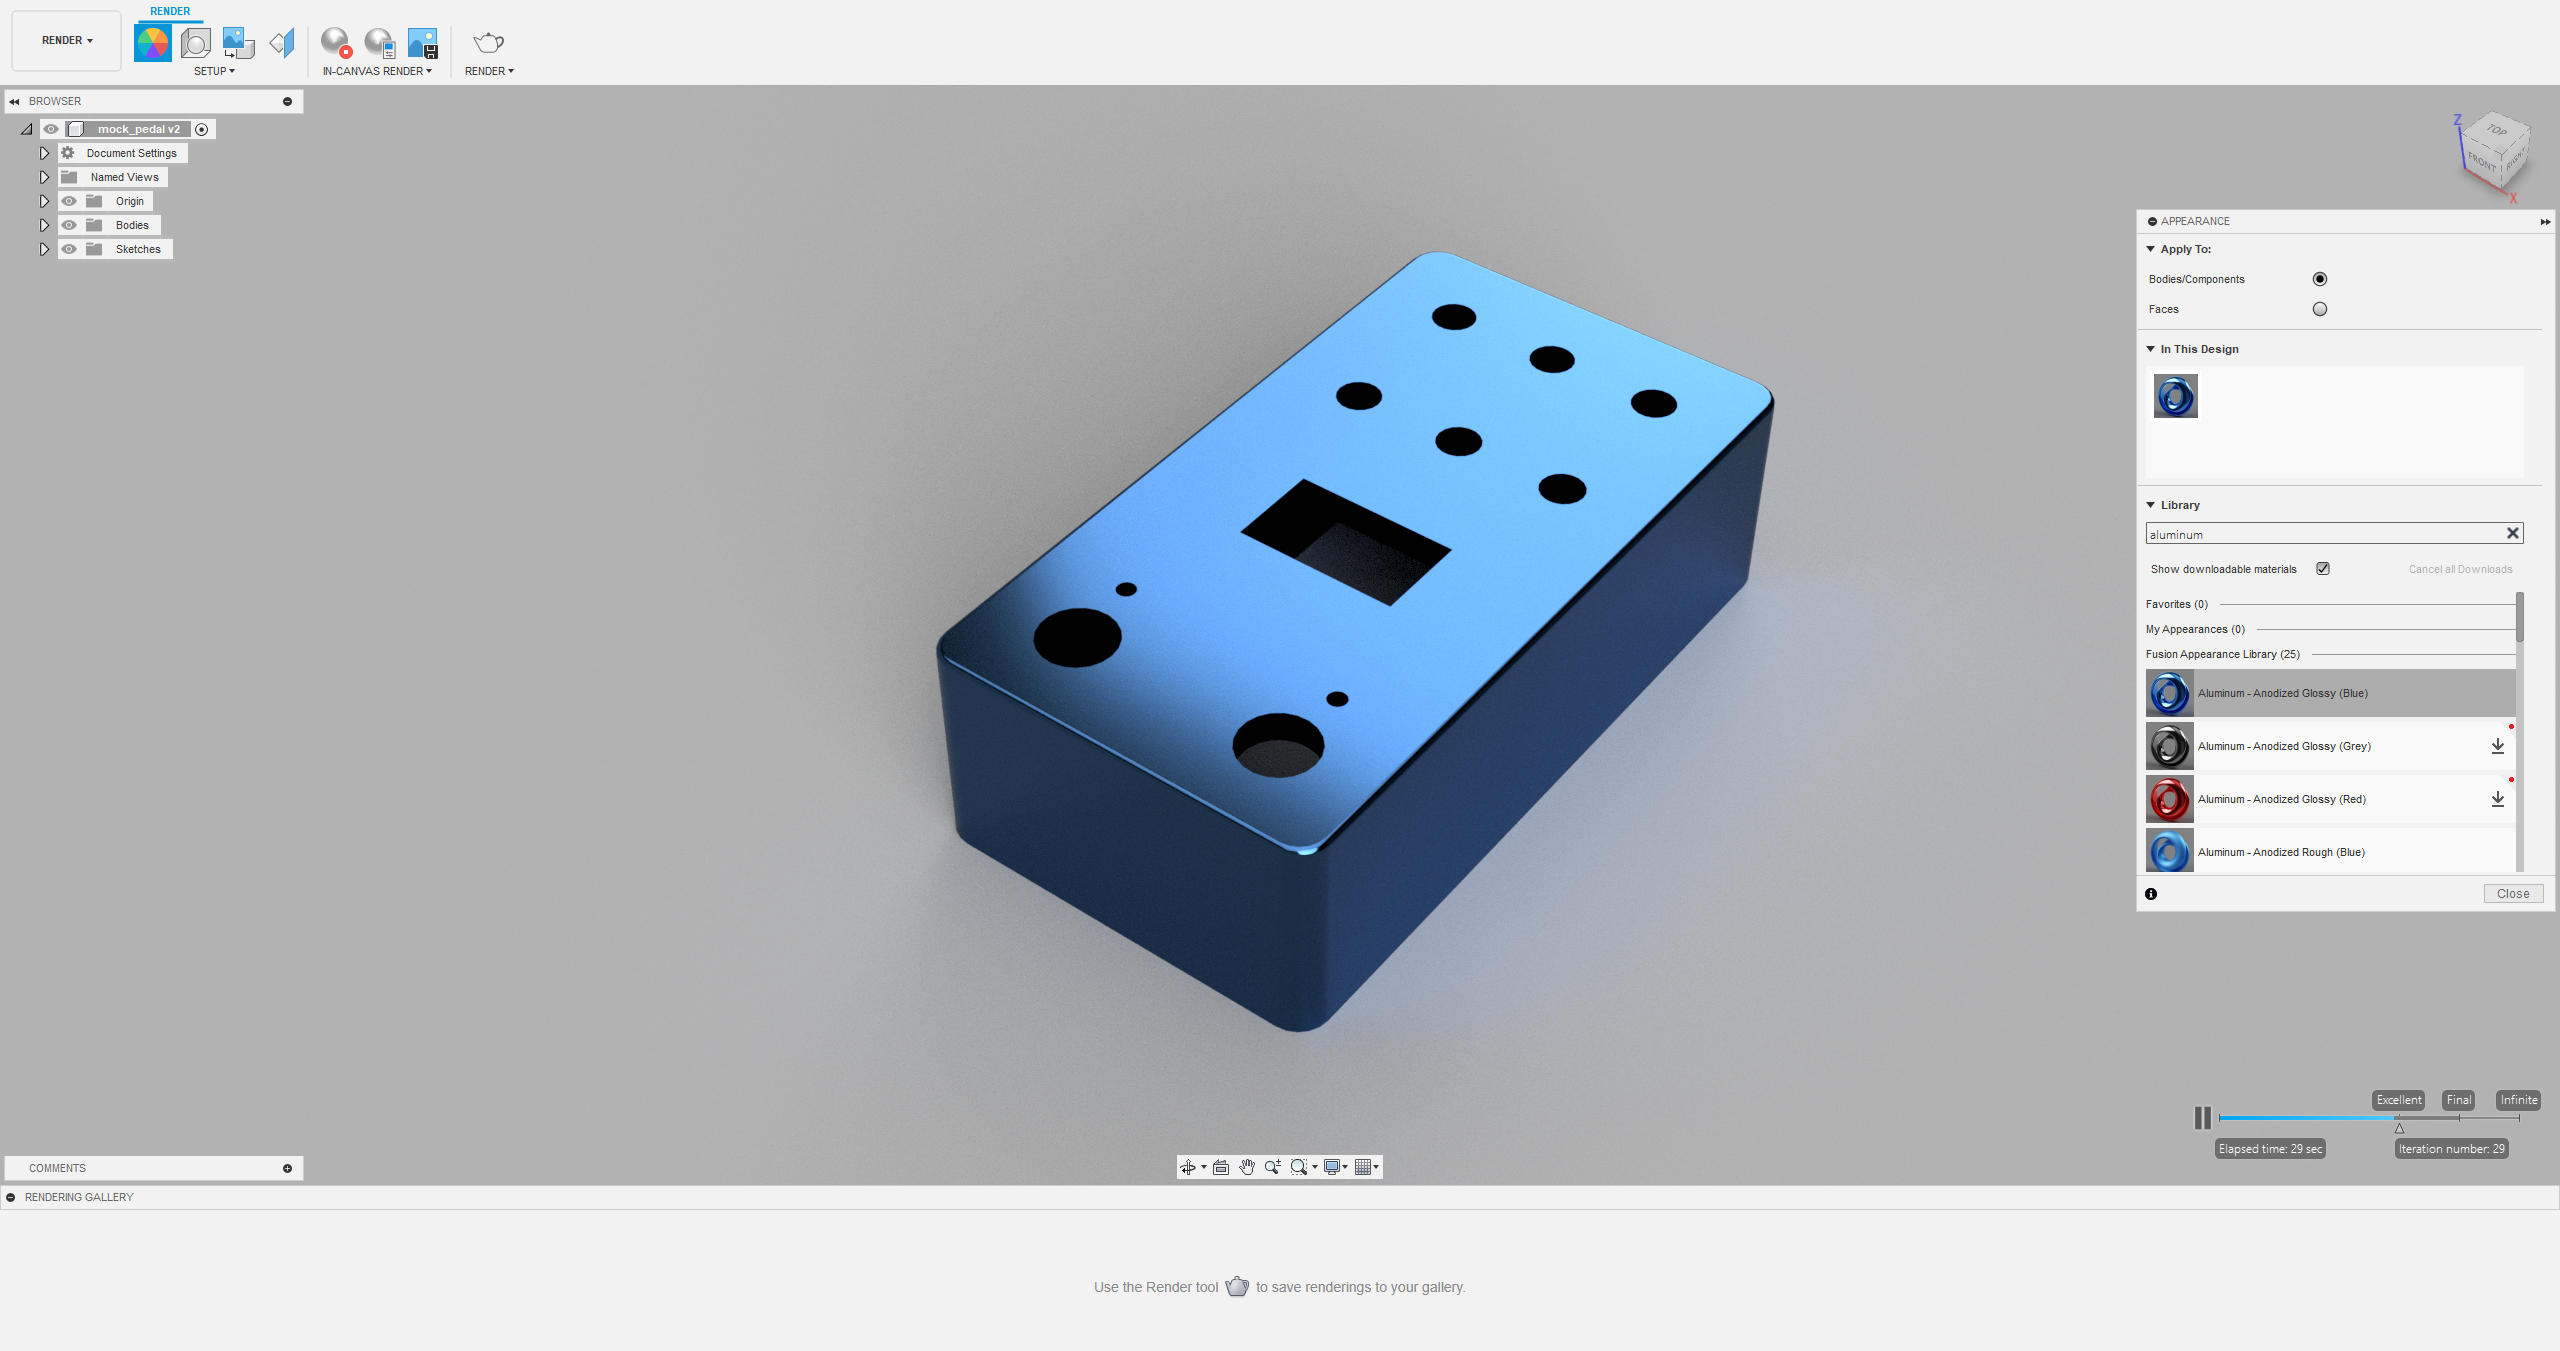 RENDER
RENDER
SETUP
IN-CANVAS RENDER
RENDER
BROWSER
mock_pedal v2
Document Settings
Named Views
Origin
Bodies
Sketches
Z
TOP
FRONT
RIGHT
X
APPEARANCE
Apply To:
Bodies/Components
Faces
In This Design
Library
aluminum
Show downloadable materials
Cancel all Downloads
Favorites (0)
My Appearances (0)
Fusion Appearance Library (25)
Aluminum - Anodized Glossy (Blue)
Aluminum - Anodized Glossy (Grey)
Aluminum - Anodized Glossy (Red)
Aluminum - Anodized Rough (Blue)
Close
Excellent Final Infinite
Elapsed time: 29 sec
Iteration number: 29
COMMENTS
RENDERING GALLERY
Use the Render tool to save renderings to your gallery.